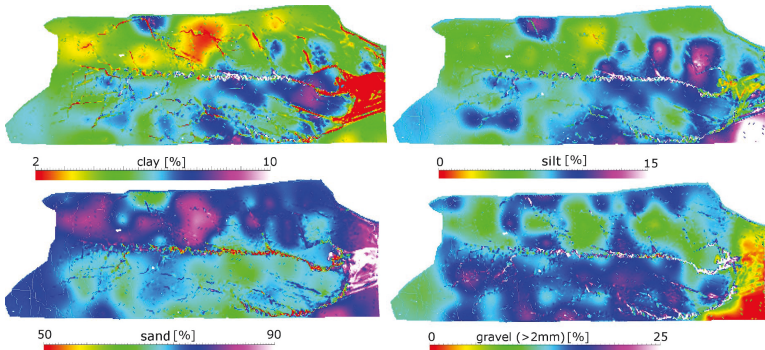 clay [%]
2 10
silt [%]
0 15
sand [%]
50 90
gravel (>2mm) [%]
0 25